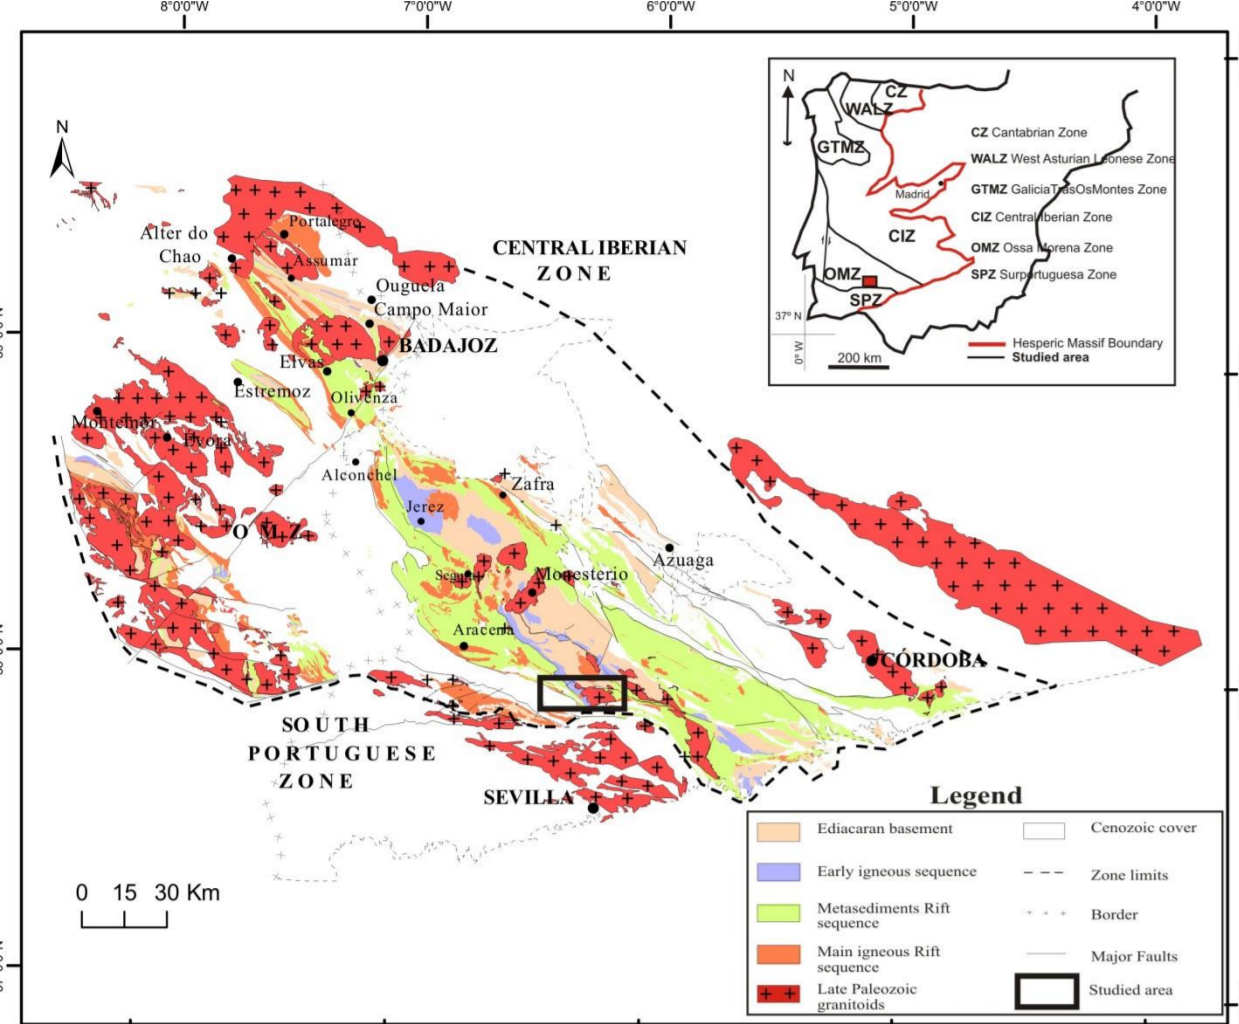 8°0'0"W
7°0'0"W
6°0'0"W
5°0'0"W
4°0'0"W
N
N
CZ
WALZ
GTMZ
Madrid
CIZ
OMZ
SPZ
37º N
0º W
200 km
CZ Cantabrian Zone
WALZ West Asturian Leonese Zone
GTMZ GaliciaTrasOsMontes Zone
CIZ Central Iberian Zone
OMZ Ossa Morena Zone
SPZ Surportuguesa Zone
Hesperic Massif Boundary
Studied area
Portalegre
Alter do
Chao
Assumar
CENTRAL IBERIAN
ZONE
Ouguela
Campo Maior
BADAJOZ
Elvas
Estremoz
Olivenza
Montemor
Evora
Alconchel
Zafra
Jerez
O M Z
Azuaga
Segura
Monesterio
Aracena
CÓRDOBA
SOUTH
PORTUGUESE
ZONE
SEVILLA
0 15 30 Km
Legend
Ediacaran basement
Early igneous sequence
Metasediments Rift
sequence
Main igneous Rift
sequence
Late Paleozoic
granitoids
Cenozoic cover
Zone limits
Border
Major Faults
Studied area